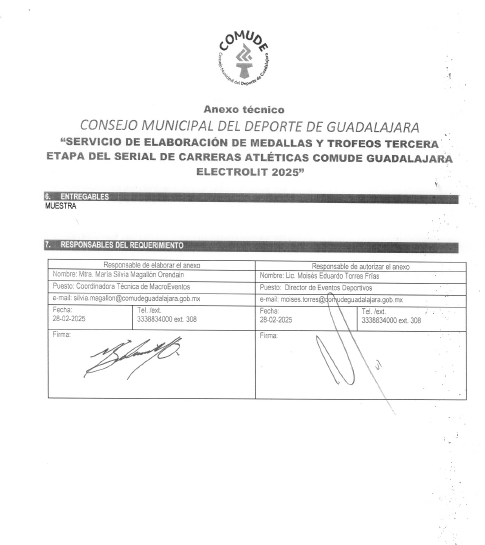 COMUDE
Consejo Municipal del Deporte de Guadalajara
Anexo técnico
CONSEJO MUNICIPAL DEL DEPORTE DE GUADALAJARA
“SERVICIO DE ELABORACIÓN DE MEDALLAS Y TROFEOS TERCERA
ETAPA DEL SERIAL DE CARRERAS ATLÉTICAS COMUDE GUADALAJARA
ELECTROLIT 2025”
6. ENTREGABLES
MUESTRA
7. RESPONSABLES DEL REQUERIMIENTO
Responsable de elaborar el anexo
Responsable de autorizar el anexo
Nombre: Mtra. María Silvia Magallón Orendain
Nombre: Lic. Moisés Eduardo Torres Frías
Puesto: Coordinadora Técnica de MacroEventos
Puesto: Director de Eventos Deportivos
e-mail: silvia.magallon@comudeguadalajara.gob.mx
e-mail: moises.torres@comudeguadalajara.gob.mx
Fecha:
28-02-2025
Tel. /ext.
3338834000 ext. 308
Fecha:
28-02-2025
Tel. /ext.
3338834000 ext. 308
Firma:
Firma: